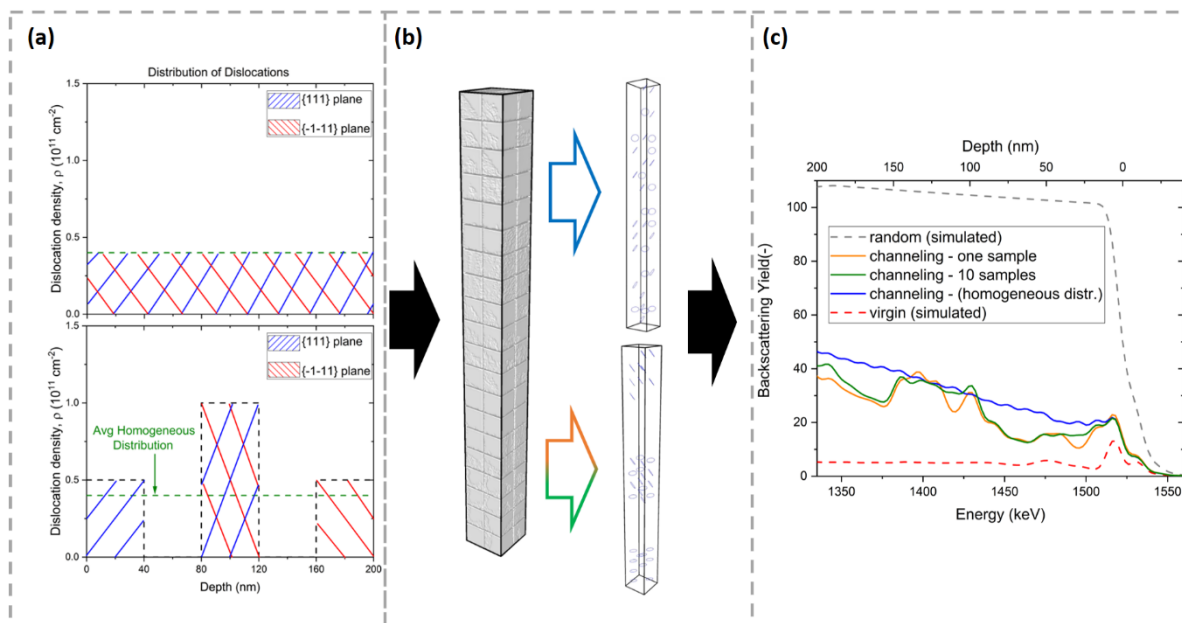 (a)
Distribution of Dislocations
1.5
1.0
0.5
0.0
Dislocation density, ρ (10¹¹ cm⁻²)
{111} plane
{-1-11} plane
1.5
1.0
0.5
0.0
Dislocation density, ρ (10¹¹ cm⁻²)
{111} plane
{-1-11} plane
Avg Homogeneous
Distribution
0 40 80 120 160 200
Depth (nm)
(b)
(c)
Depth (nm)
200 150 100 50 0
100
80
60
40
20
0
Backscattering Yield(-)
random (simulated)
channeling - one sample
channeling - 10 samples
channeling - (homogeneous distr.)
virgin (simulated)
1350 1400 1450 1500 1550
Energy (keV)